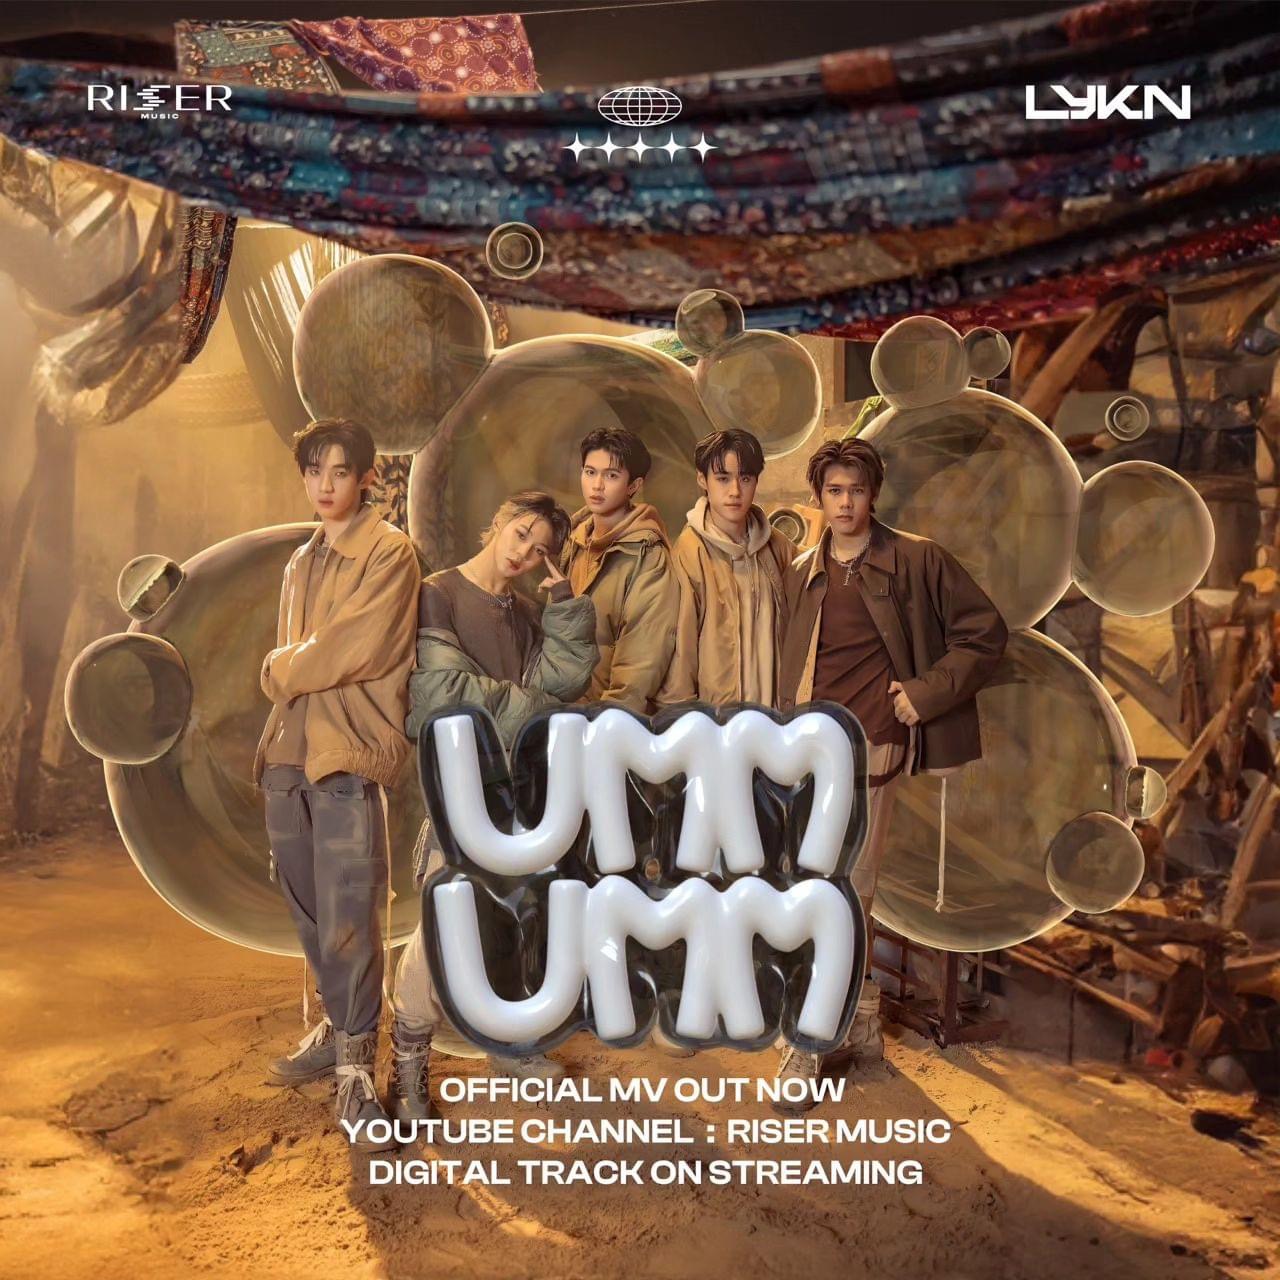 RISER
MUSIC
LYKN
UMM
UMM
OFFICIAL MV OUT NOW
YOUTUBE CHANNEL : RISER MUSIC
DIGITAL TRACK ON STREAMING